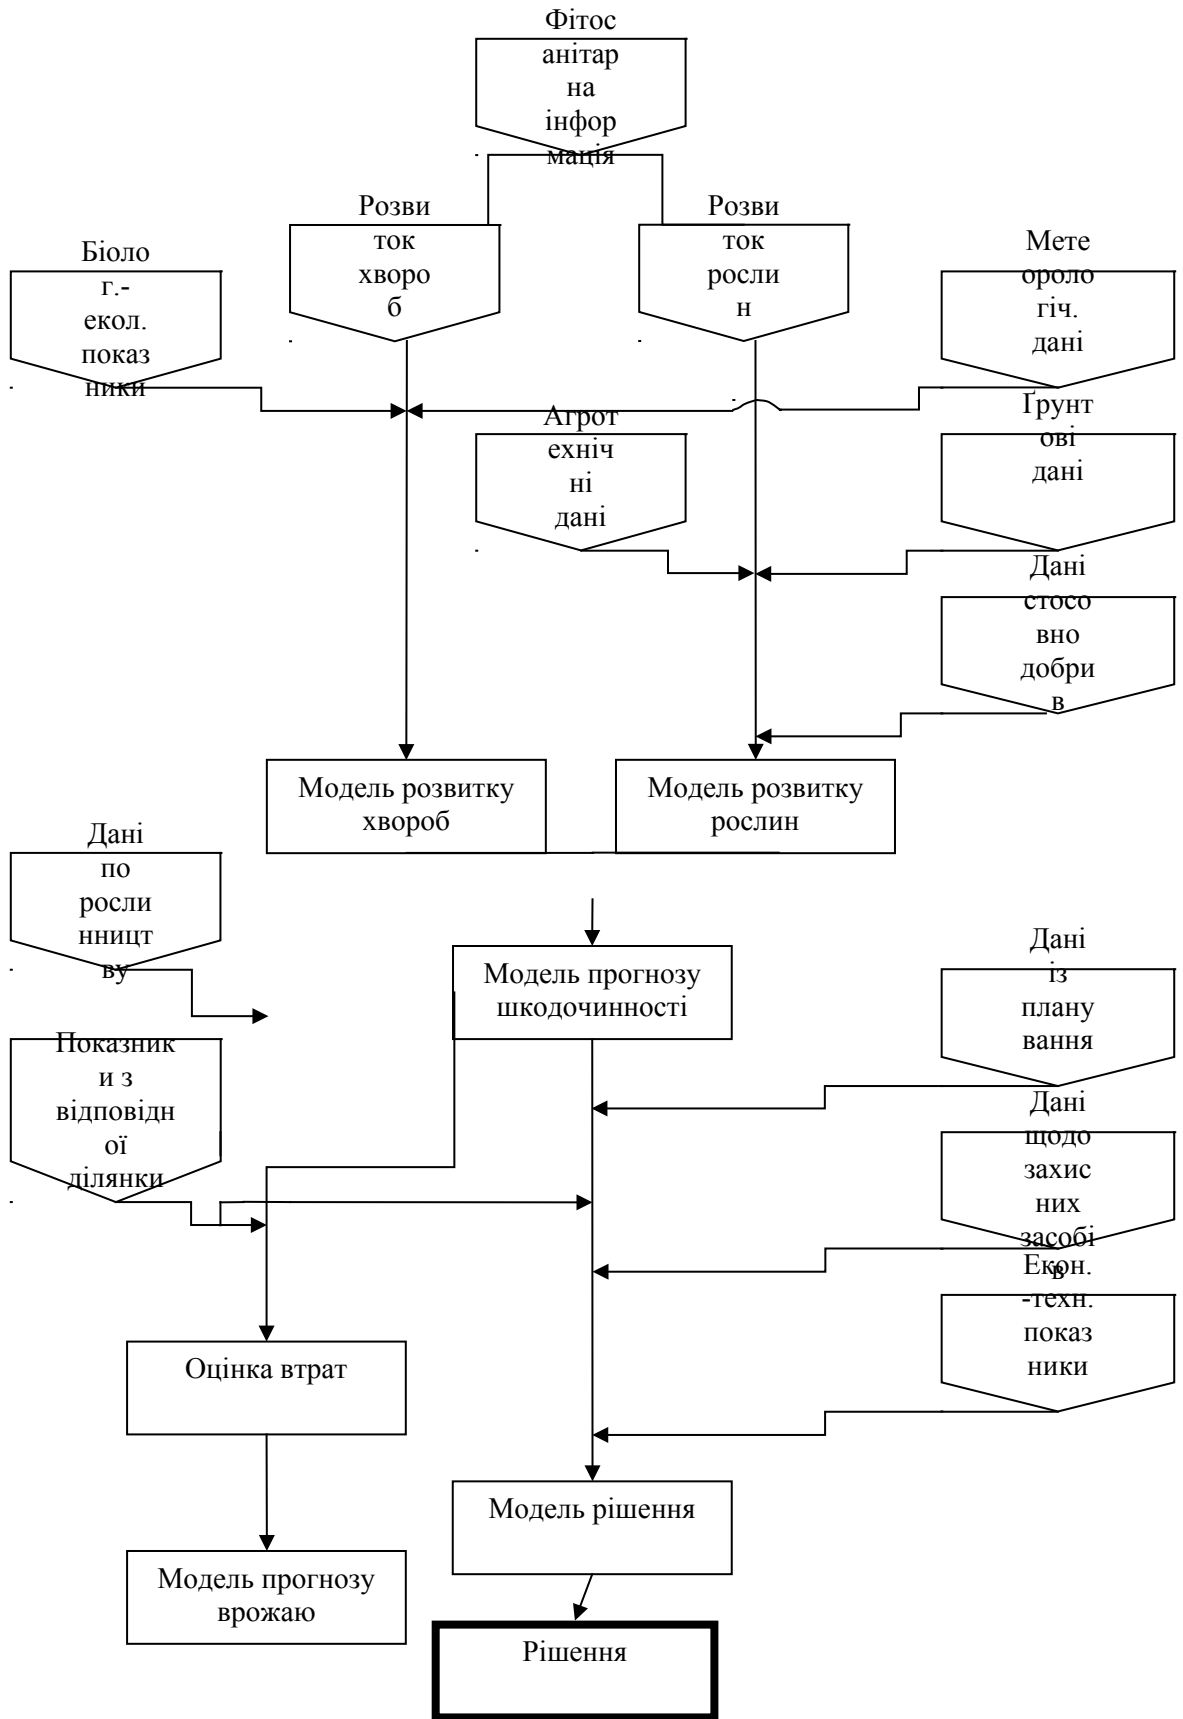 Фітос
анітар
на
інфор
мація
Розви
ток
хворо
б
Розви
ток
росли
н
Біоло
г.-
екол.
показ
ники
Мете
ороло
гіч.
дані
Агрот
ехніч
ні
дані
Ґрунт
ові
дані
Дані
стосо
вно
добри
в
Модель розвитку
хвороб
Модель розвитку
рослин
Дані
по
росли
нницт
ву
Модель прогнозу
шкодочинності
Дані
із
плану
вання
Показник
и з
відповідн
ої
ділянки
Дані
щодо
захис
них
засобі
в
Екон.
-техн.
показ
ники
Оцінка втрат
Модель рішення
Модель прогнозу
врожаю
Рішення